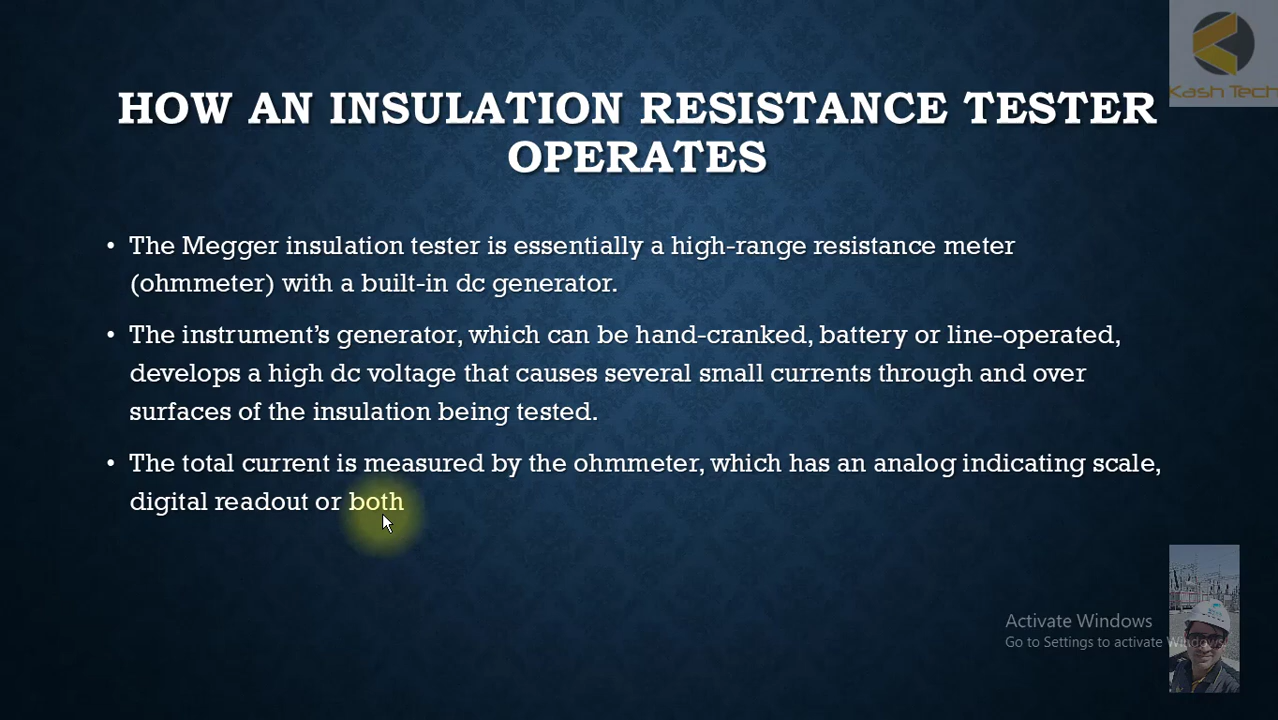 Kash Tech
HOW AN INSULATION RESISTANCE TESTER
OPERATES
• The Megger insulation tester is essentially a high-range resistance meter
(ohmmeter) with a built-in dc generator.
• The instrument’s generator, which can be hand-cranked, battery or line-operated,
develops a high dc voltage that causes several small currents through and over
surfaces of the insulation being tested.
• The total current is measured by the ohmmeter, which has an analog indicating scale,
digital readout or both
Activate Windows
Go to Settings to activate Windows.